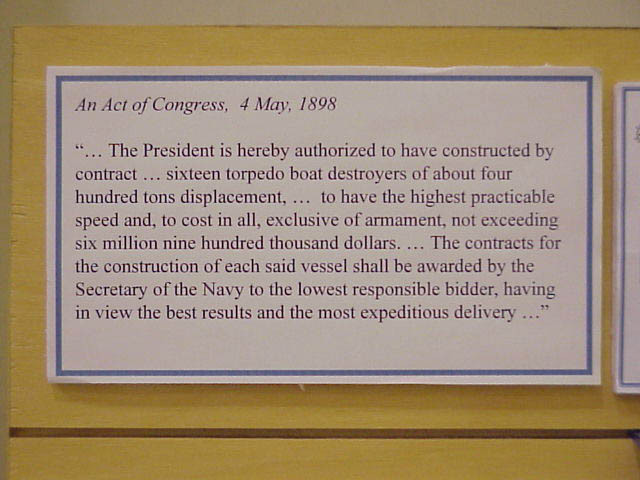 An Act of Congress, 4 May, 1898
“… The President is hereby authorized to have constructed by
contract … sixteen torpedo boat destroyers of about four
hundred tons displacement, … to have the highest practicable
speed and, to cost in all, exclusive of armament, not exceeding
six million nine hundred thousand dollars. … The contracts for
the construction of each said vessel shall be awarded by the
Secretary of the Navy to the lowest responsible bidder, having
in view the best results and the most expeditious delivery …”